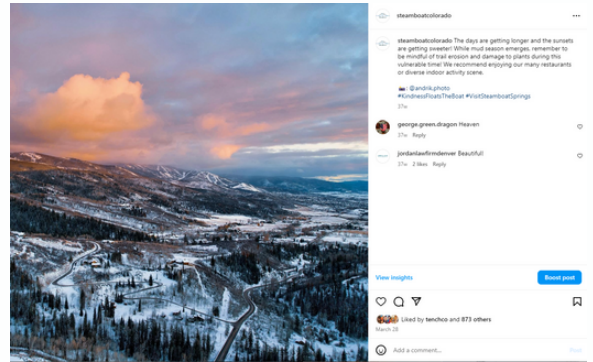 steamboatcolorado
steamboatcolorado The days are getting longer and the sunsets
are getting sweeter! While mud season emerges, remember to
be mindful of trail erosion and damage to plants during this
vulnerable time! We recommend enjoying our many restaurants
or diverse indoor activity scene.
📷: @andrik.photo
#KindnessFloatsTheBoat #VisitSteamboatSprings
37w
george.green.dragon Heaven
37w Reply
jordanlawfirmdenver Beautiful!
37w 2 likes Reply
View insights
Boost post
Liked by tenchco and 873 others
March 28
Add a comment...
Post